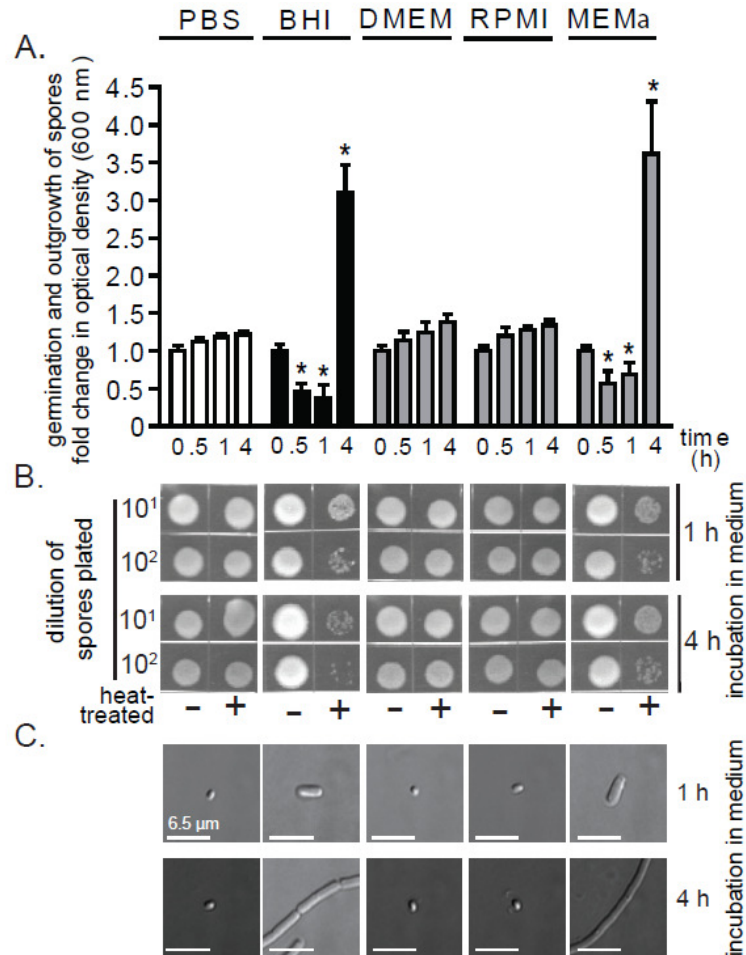 PBS BHI DMEM RPMI MEMa
A.
germination and outgrowth of spores
fold change in optical density (600 nm)
4.5
4.0
3.5
3.0
2.5
2.0
1.5
1.0
0.5
0
* * * * * *
0.5 1 4 0.5 1 4 0.5 1 4 0.5 1 4 0.5 1 4 time
(h)
B.
dilution of
spores plated
10¹
10²
10¹
10²
1 h
4 h
incubation in medium
heat-
treated
- + - + - + - + - +
C.
6.5 µm
1 h
4 h
incubation in medium